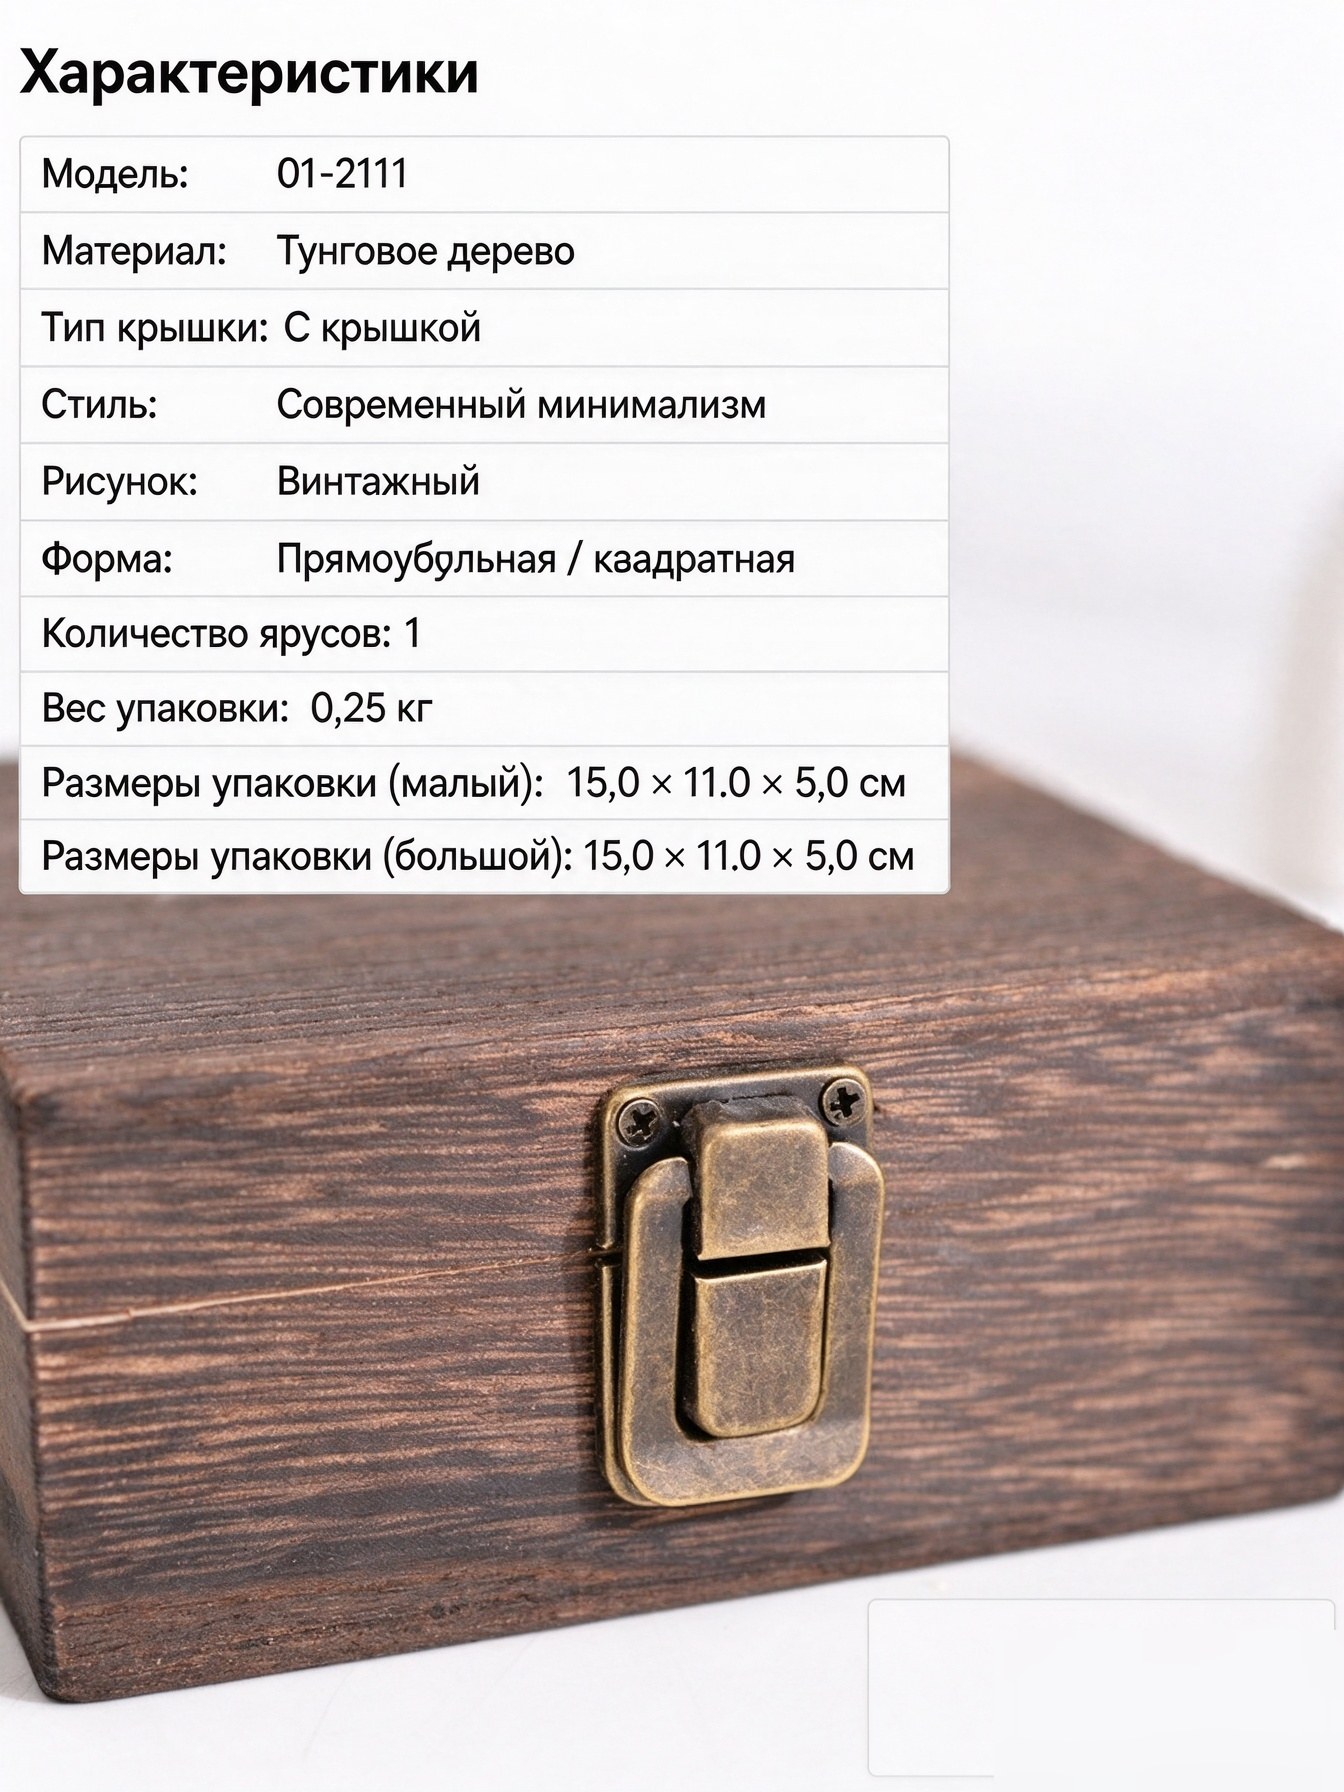 Характеристики
Модель: 01-2111
Материал: Тунговое дерево
Тип крышки: С крышкой
Стиль: Современный минимализм
Рисунок: Винтажный
Форма: / 
Количество ярусов: 1
Вес упаковки: 0,25 кг
Размеры упаковки (малый): 15,0 × 11.0 × 5,0 см
Размеры упаковки (большой): 15,0 × 11.0 × 5,0 см